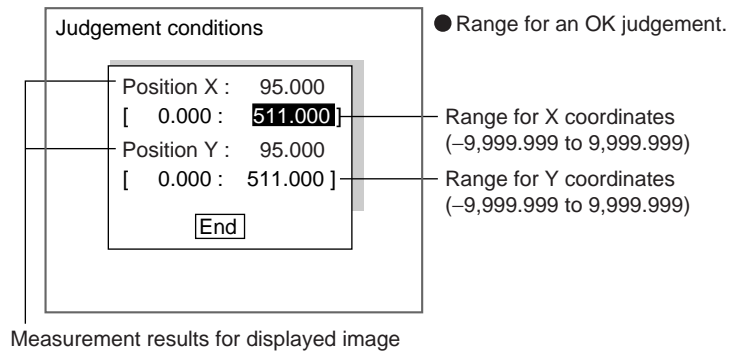 Judgement conditions
● Range for an OK judgement.
Position X : 95.000
[ 0.000 : 511.000 ]
Range for X coordinates
(–9,999.999 to 9,999.999)
Position Y : 95.000
[ 0.000 : 511.000 ]
Range for Y coordinates
(–9,999.999 to 9,999.999)
End
Measurement results for displayed image